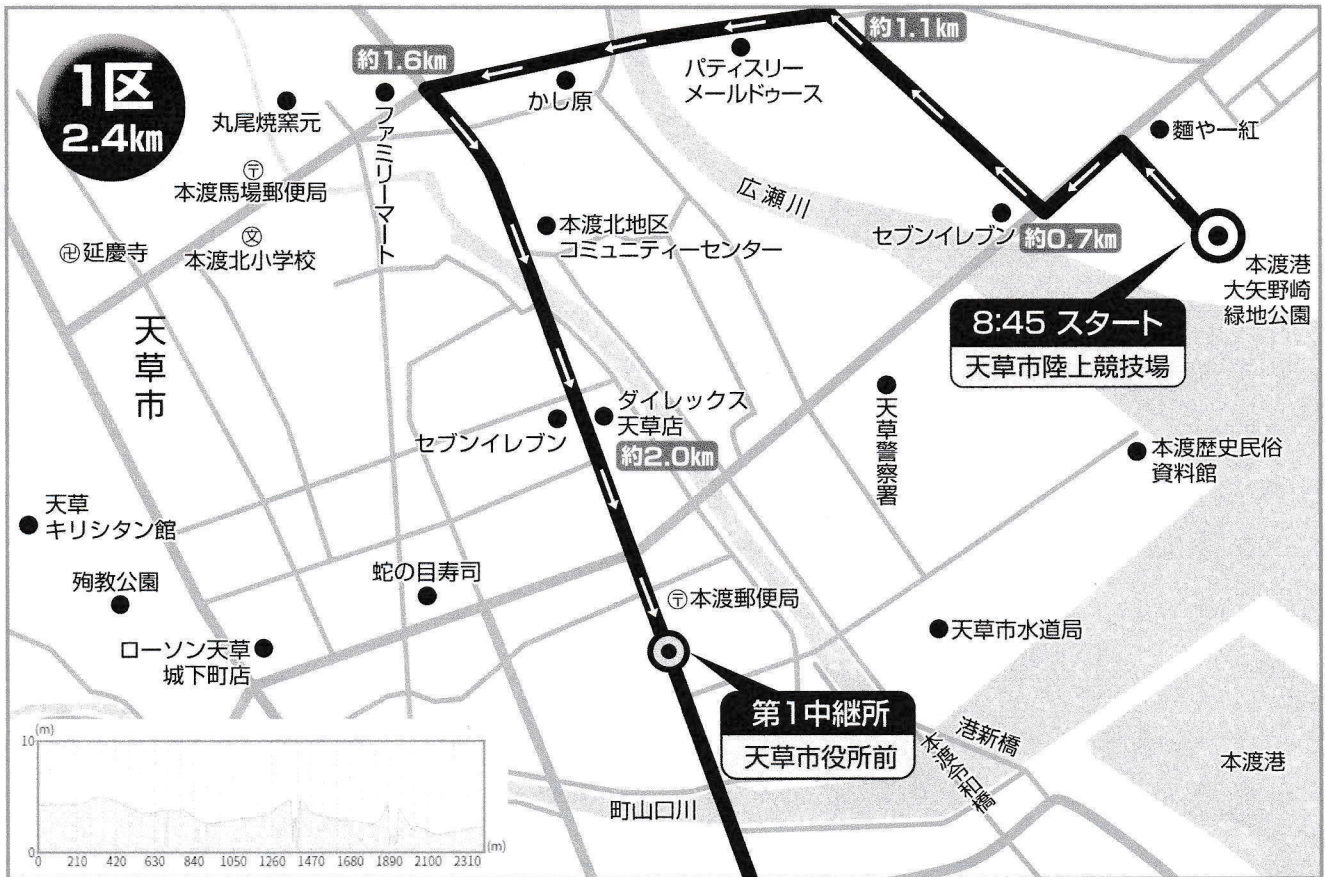 1区
2.4km
約1.6km
約1.1km
パティスリー
メールドゥース
かし原
丸尾焼窯元
ファミリーマート
麵や一紅
〒
本渡馬場郵便局
広瀬川
卍延慶寺
文
本渡北小学校
本渡北地区
コミュニティーセンター
セブンイレブン
約0.7km
本渡港
大矢野崎
緑地公園
8:45 スタート
天草市陸上競技場
天草市
ダイレックス
天草店
約2.0km
セブンイレブン
天草警察署
本渡歴史民俗
資料館
天草
キリシタン館
殉教公園
蛇の目寿司
〒本渡郵便局
天草市水道局
ローソン天草
城下町店
第1中継所
天草市役所前
港新橋
本渡令和橋
本渡港
町山口川
(m)
10
0
0 210 420 630 840 1050 1260 1470 1680 1890 2100 2310 (m)